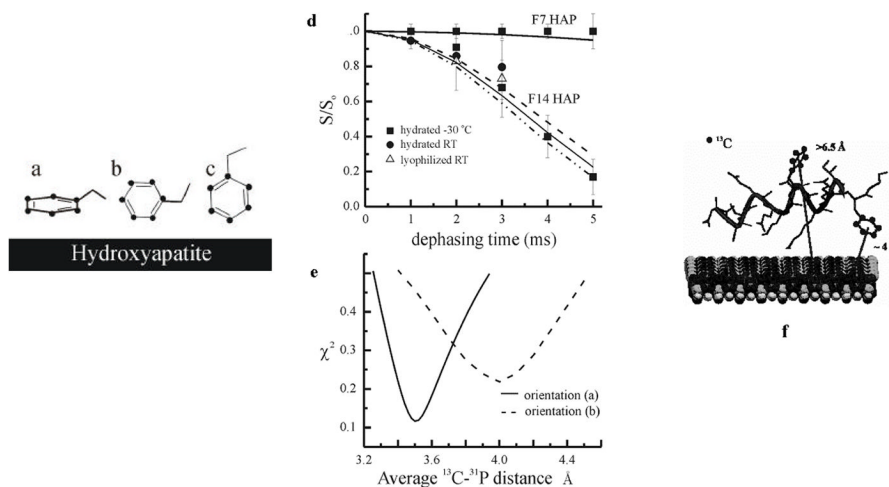 a
b
c
Hydroxyapatite
d
S/S₀
.0
0.8
0.6
0.4
0.2
0
F7 HAP
F14 HAP
hydrated -30 °C
hydrated RT
lyophilized RT
0 1 2 3 4 5
dephasing time (ms)
e
χ²
0.4
0.3
0.2
0.1
orientation (a)
orientation (b)
3.2 3.6 4.0 4.4
Average ¹³C-³¹P distance Å
¹³C
>6.5 Å
~4
f